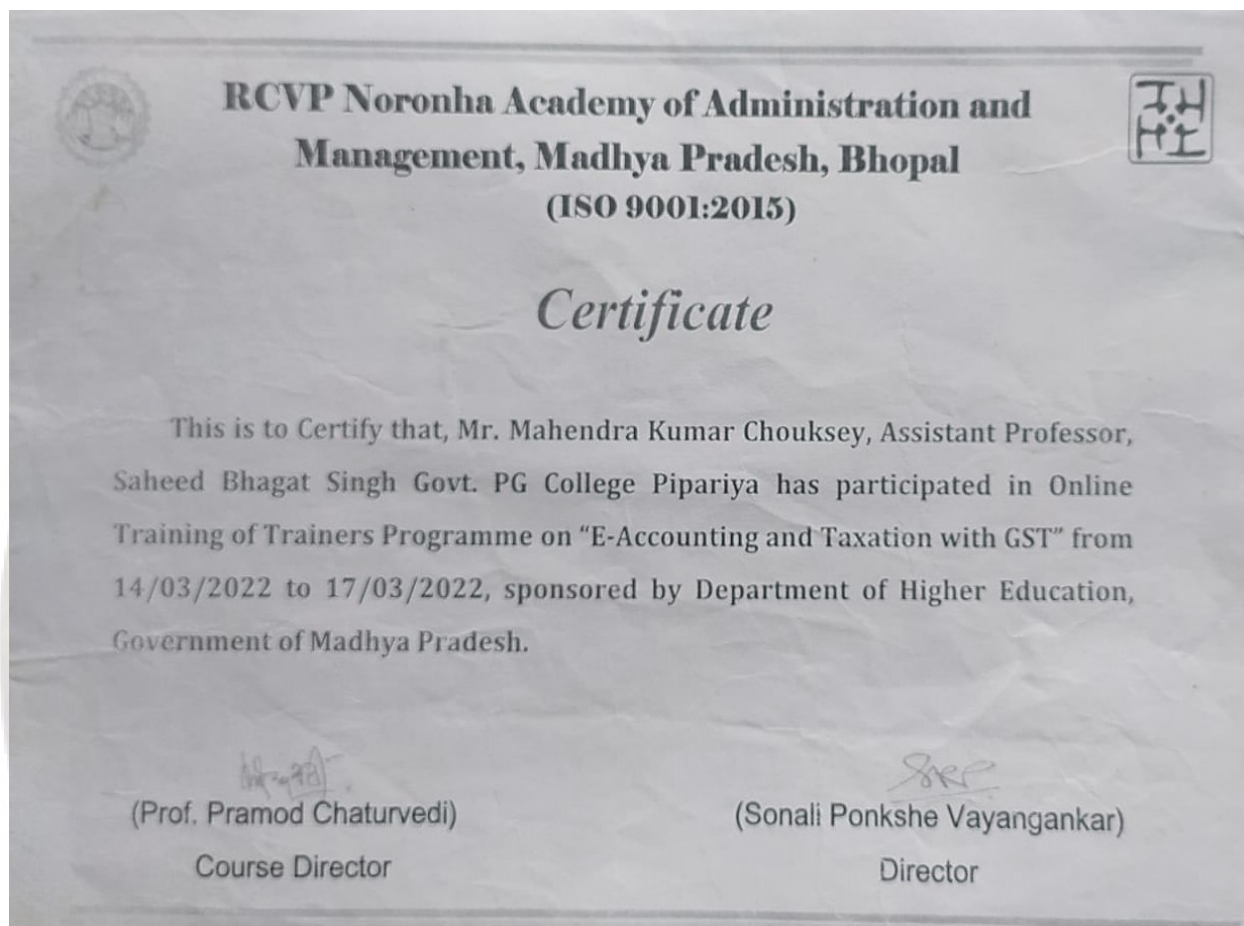 RCVP Noronha Academy of Administration and
Management, Madhya Pradesh, Bhopal
(ISO 9001:2015)
Certificate
This is to Certify that, Mr. Mahendra Kumar Chouksey, Assistant Professor,
Saheed Bhagat Singh Govt. PG College Pipariya has participated in Online
Training of Trainers Programme on “E-Accounting and Taxation with GST” from
14/03/2022 to 17/03/2022, sponsored by Department of Higher Education,
Government of Madhya Pradesh.
(Prof. Pramod Chaturvedi)
Course Director
(Sonali Ponkshe Vayangankar)
Director